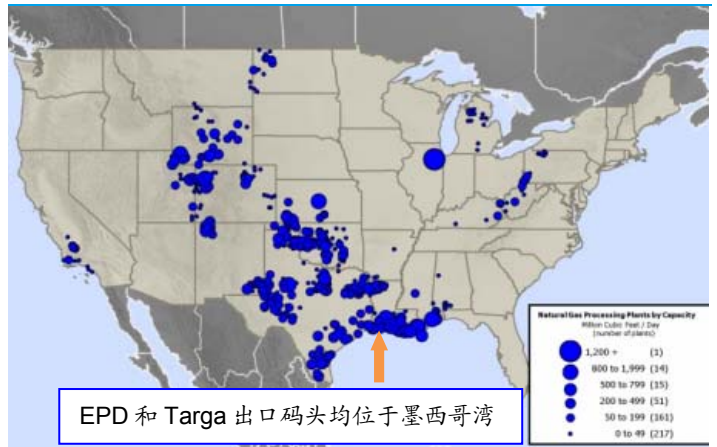 Natural Gas Processing Plants by Capacity
Million Cubic Feet / Day
(number of plants)
1,200 + (1)
800 to 1,999 (14)
500 to 799 (15)
200 to 499 (51)
50 to 199 (161)
0 to 49 (217)
EPD 和 Targa 出口码头均位于墨西哥湾